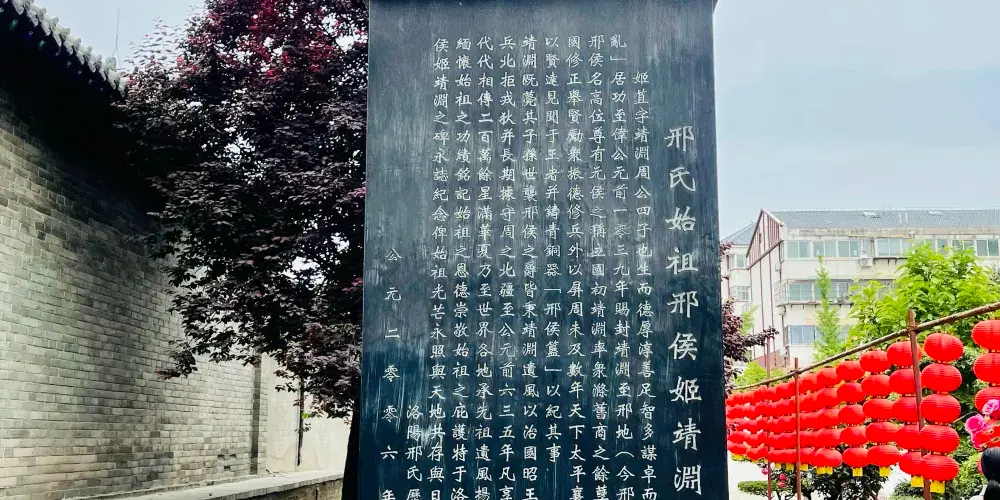 邢氏始祖邢侯姬靖淵
姬苴字靖淵周公四子也生而德厚淳善足智多謀卓而
亂」居功至偉公元前一零三九年賜封靖淵至邢地（今邢
邢侯名高位尊有元侯之稱立國初靖淵率衆滌舊商之餘孽
國修正舉賢勵衆振德修兵外以屏周未及數年天下太平襄
以賢達見聞于王者并鑄青銅器「邢侯簋」以紀其事
靖淵既薨其子孫世襲邢侯之爵皆秉靖淵遺風以治國昭王
兵北拒戎狄并長期據守周之北疆至公元前六三五年凡享
代代相傳二百萬餘星滿華夏乃至世界各地承先祖遺風揚
緬懷始祖之功績銘記始祖之恩德崇敬始祖之庇護特于洛
侯姬靖淵之碑永誌紀念俾始祖光芒永照與天地共存與日
洛陽邢氏歷
公元二零零六年